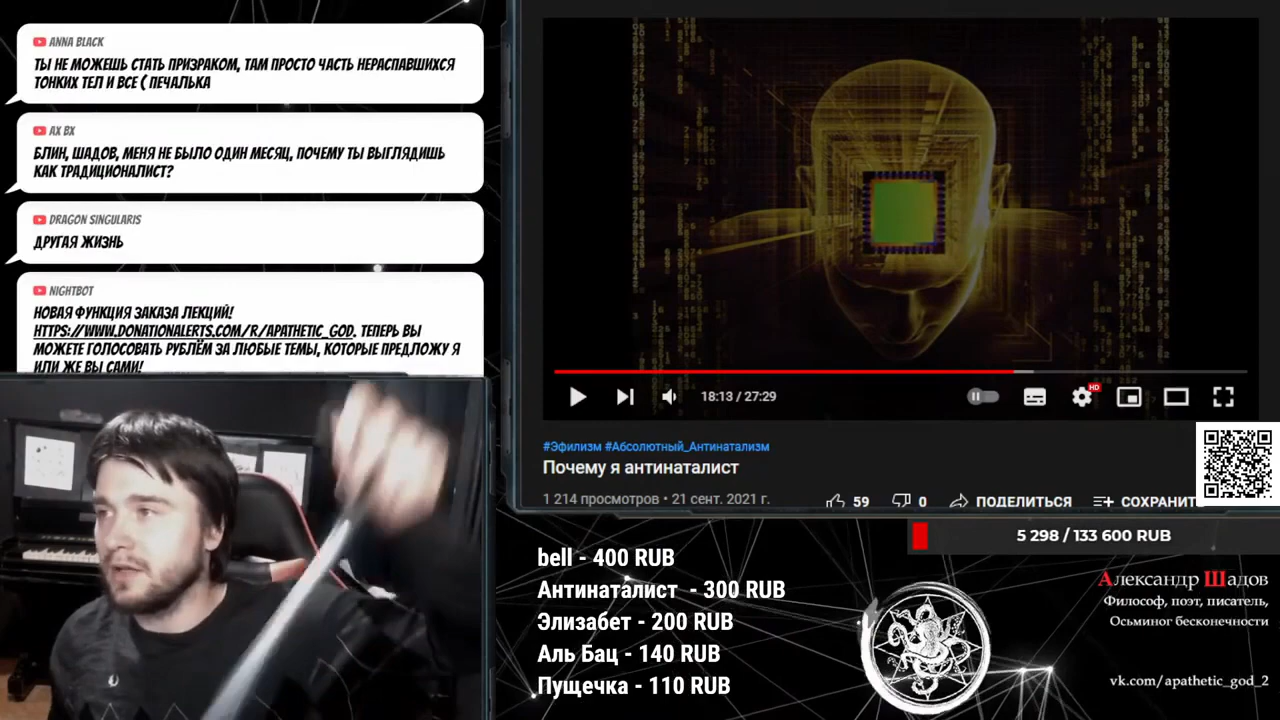 ANNA BLACK
ТЫ НЕ МОЖЕШЬ СТАТЬ ПРИЗРАКОМ, ТАМ ПРОСТО ЧАСТЬ НЕРАСПАВШИХСЯ
ТОНКИХ ТЕЛ И ВСЕ ( ПЕЧАЛЬКА
AX BX
БЛИН, ШАДОВ, МЕНЯ НЕ БЫЛО ОДИН МЕСЯЦ, ПОЧЕМУ ТЫ ВЫГЛЯДИШЬ
КАК ТРАДИЦИОНАЛИСТ?
DRAGON SINGULARIS
ДРУГАЯ ЖИЗНЬ
NIGHTBOT
НОВАЯ ФУНКЦИЯ ЗАКАЗА ЛЕКЦИЙ!
HTTPS://WWW.DONATIONALERTS.COM/R/APATHETIC_GOD. ТЕПЕРЬ ВЫ
МОЖЕТЕ ГОЛОСОВАТЬ РУБЛЁМ ЗА ЛЮБЫЕ ТЕМЫ, КОТОРЫЕ ПРЕДЛОЖУ Я
ИЛИ ЖЕ ВЫ САМИ!
18:13 / 27:29
HD
#Эфилизм #Абсолютный_Антинатализм
Почему я антинаталист
1 214 просмотров • 21 сент. 2021 г.
59
0
ПОДЕЛИТЬСЯ
СОХРАНИТЬ
5 298 / 133 600 RUB
bell - 400 RUB
Антинаталист - 300 RUB
Элизабет - 200 RUB
Аль Бац - 140 RUB
Пущечка - 110 RUB
Александр Шадов
Философ, поэт, писатель,
Осьминог бесконечности
vk.com/apathetic_god_2